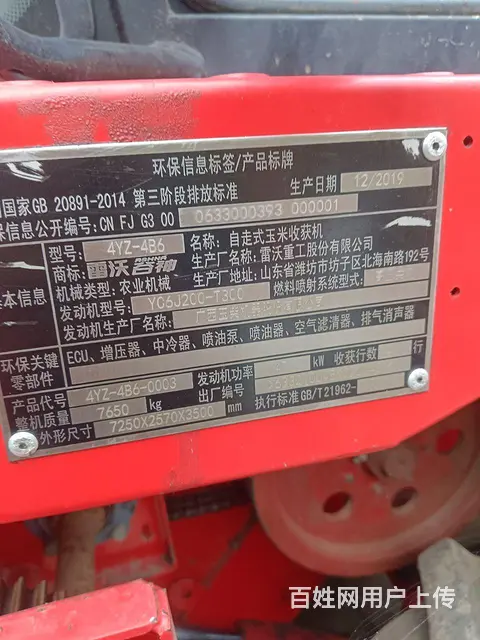 环保信息标签/产品标牌
国国家GB 20891-2014 第三阶段排放标准 生产日期 12/2019
信息公开编号:CN FJ G3 00 0633000393 000001
型号: 4YZ-4B6 名称:自走式玉米收获机
商标: 雷沃谷神 生产厂:雷沃重工股份有限公司
本信息 机械类型:农业机械 生产厂地址:山东省潍坊市坊子区北海南路192号
发动机型号: YC6J2CC-T3CC 燃料喷射系统型式:
发动机生产厂:
环保关键零部件 ECU、增压器、中冷器、喷油泵、喷油器、空气滤清器、排气消声器
产品代号 4YZ-4B6-0003 发动机功率 kW 收获行数 行
整机质量 7650 kg 出厂编号
外形尺寸 7250X2570X3500 mm 执行标准GB/T21962-
百姓网用户上传